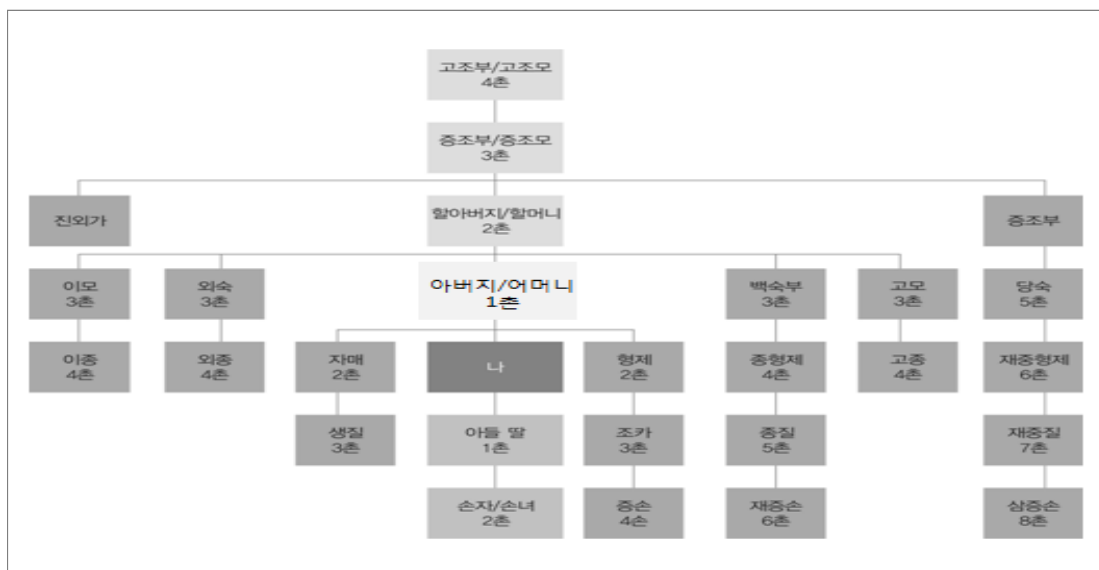 고조부/고조모
4촌
증조부/증조모
3촌
진외가
할아버지/할머니
2촌
증조부
이모
3촌
외숙
3촌
아버지/어머니
1촌
백숙부
3촌
고모
3촌
당숙
5촌
이종
4촌
외종
4촌
자매
2촌
나
형제
2촌
종형제
4촌
고종
4촌
재중형제
6촌
생질
3촌
아들 딸
1촌
조카
3촌
종질
5촌
재중질
7촌
손자/손녀
2촌
증손
4손
재증손
6촌
삼중손
8촌